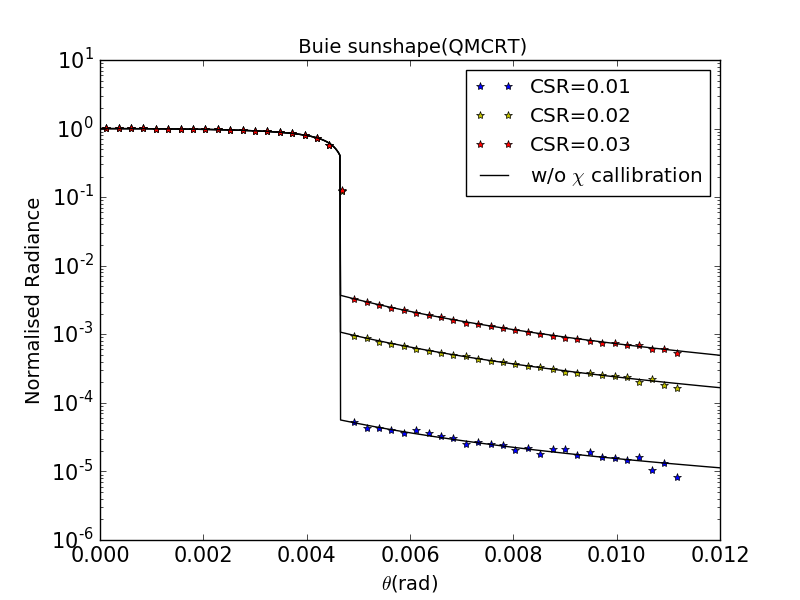 Buie sunshape(QMCRT)
10^1
10^0
10^-1
10^-2
10^-3
10^-4
10^-5
10^-6
Normalised Radiance
CSR=0.01
CSR=0.02
CSR=0.03
w/o χ callibration
0.000 0.002 0.004 0.006 0.008 0.010 0.012
θ(rad)